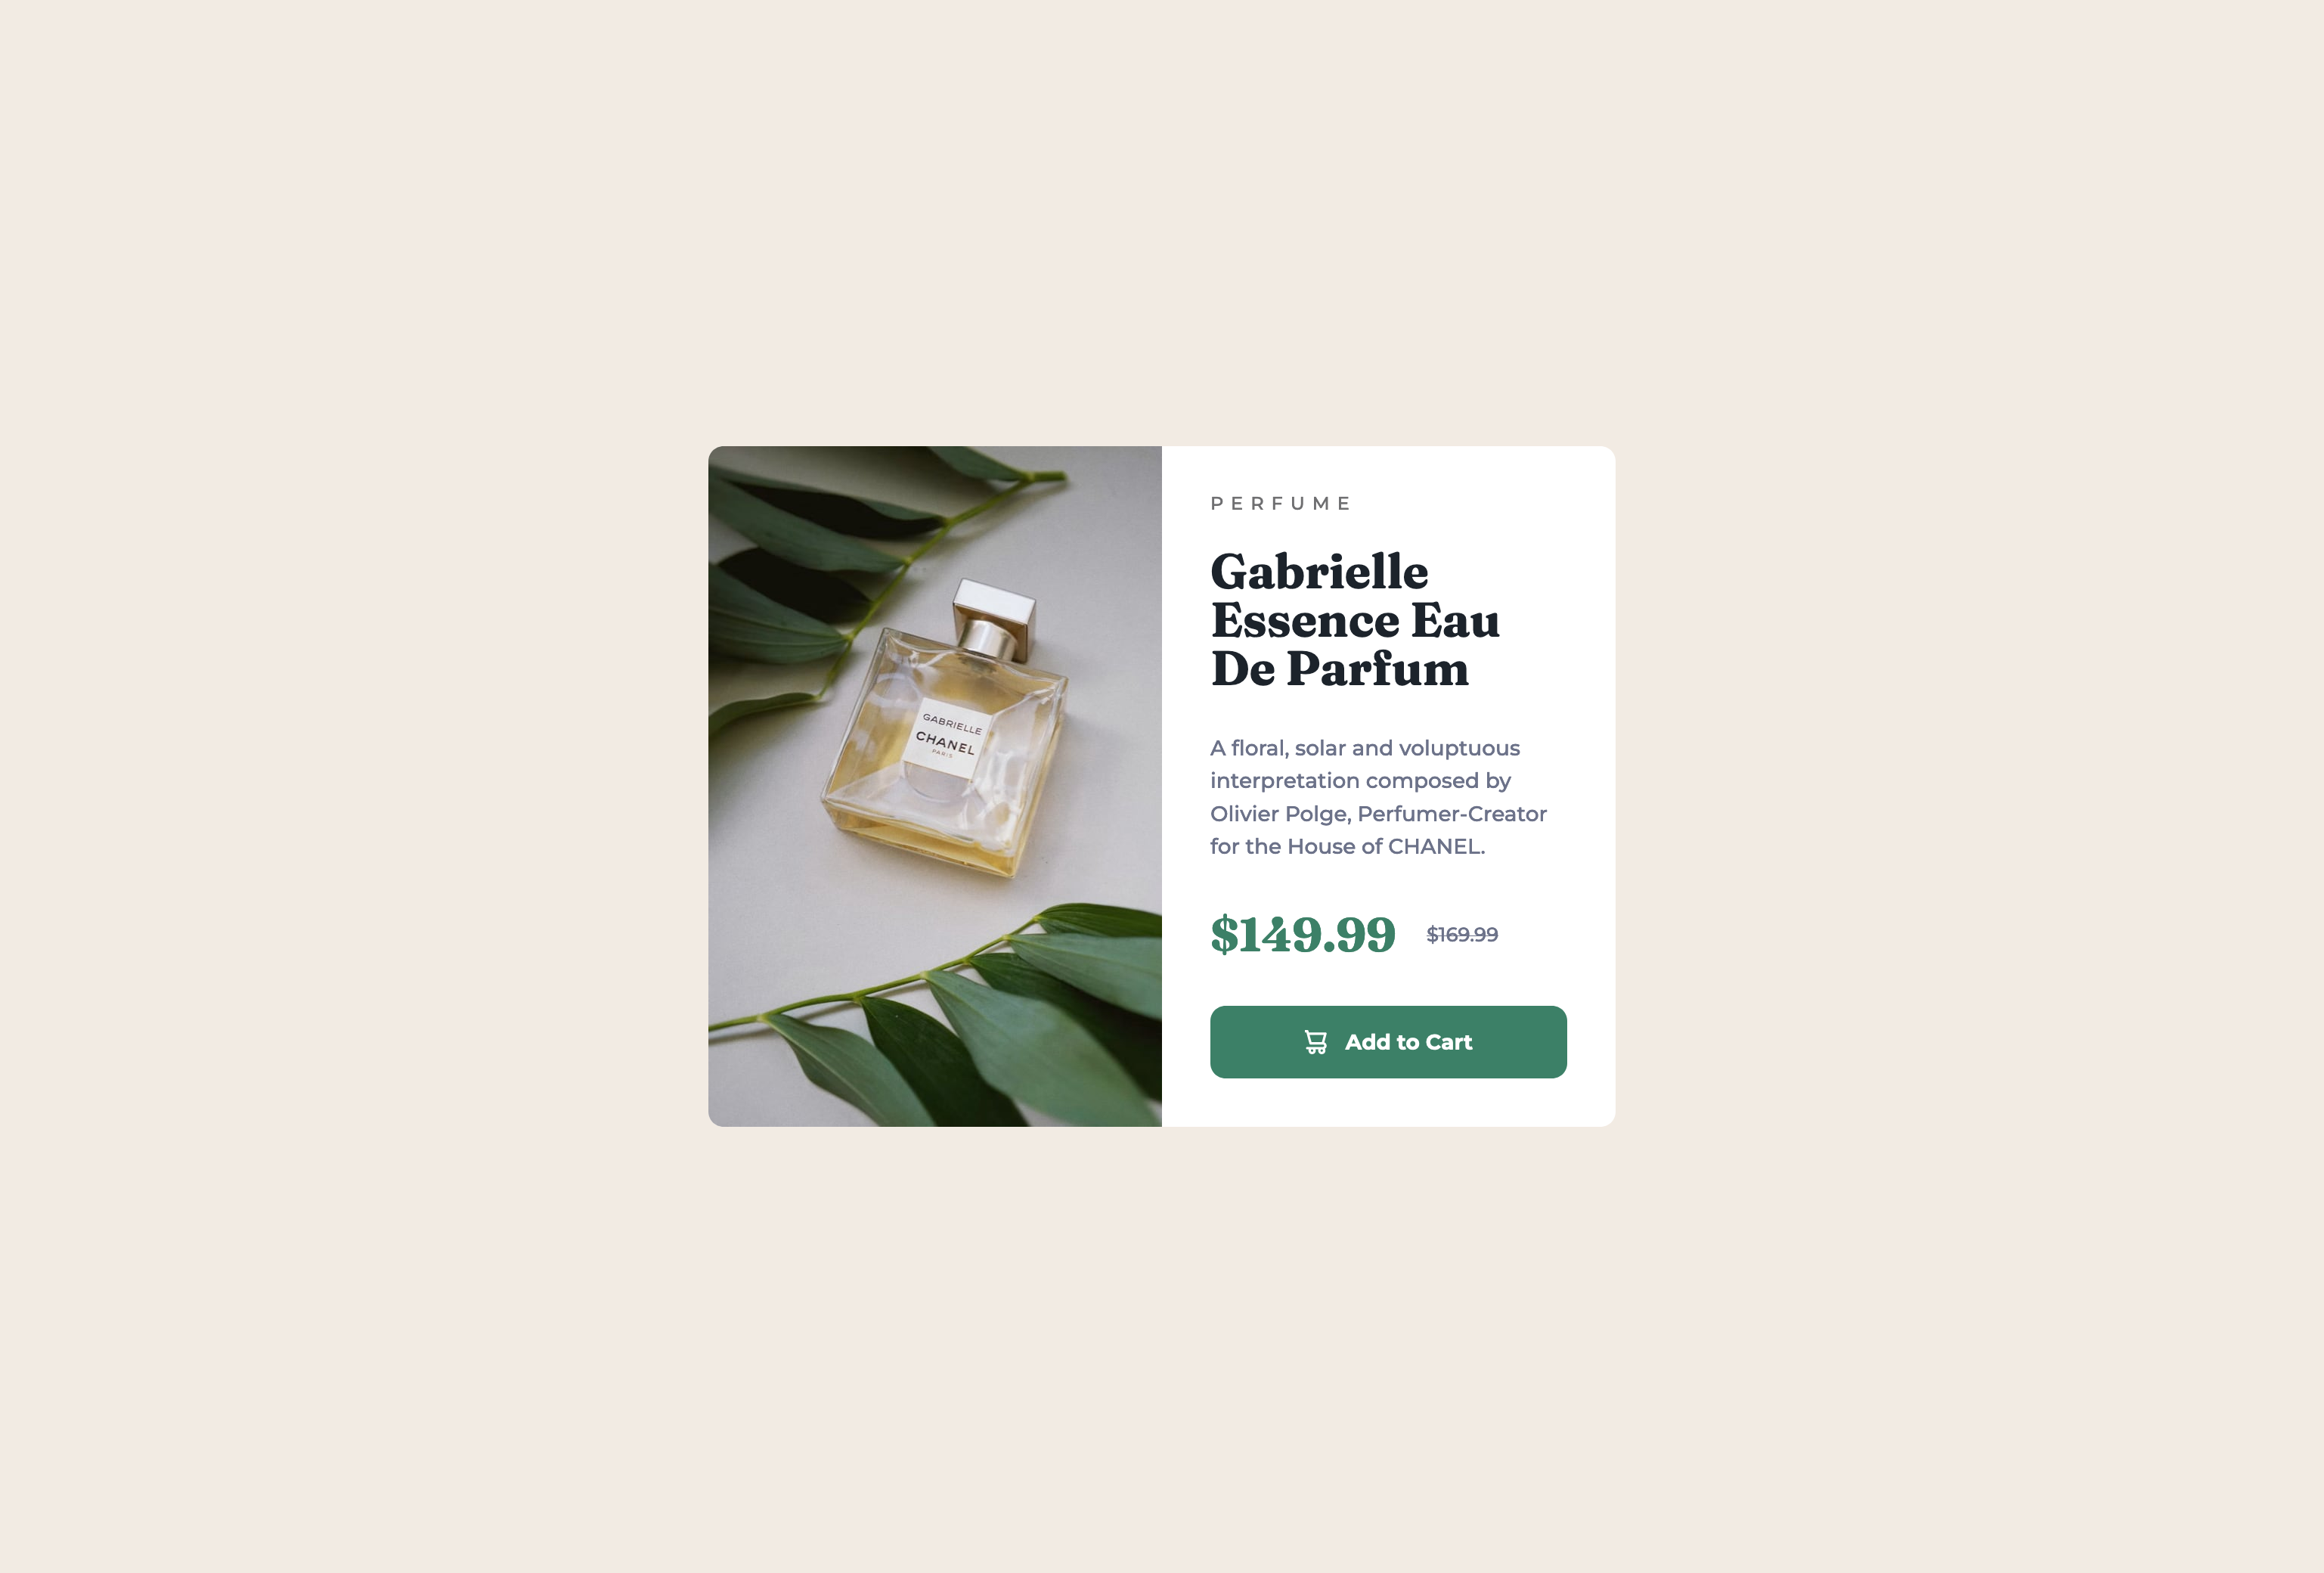 GABRIELLE
CHANEL
PARIS
PERFUME
Gabrielle
Essence Eau
De Parfum
A floral, solar and voluptuous
interpretation composed by
Olivier Polge, Perfumer-Creator
for the House of CHANEL.
$149.99 $169.99
Add to Cart